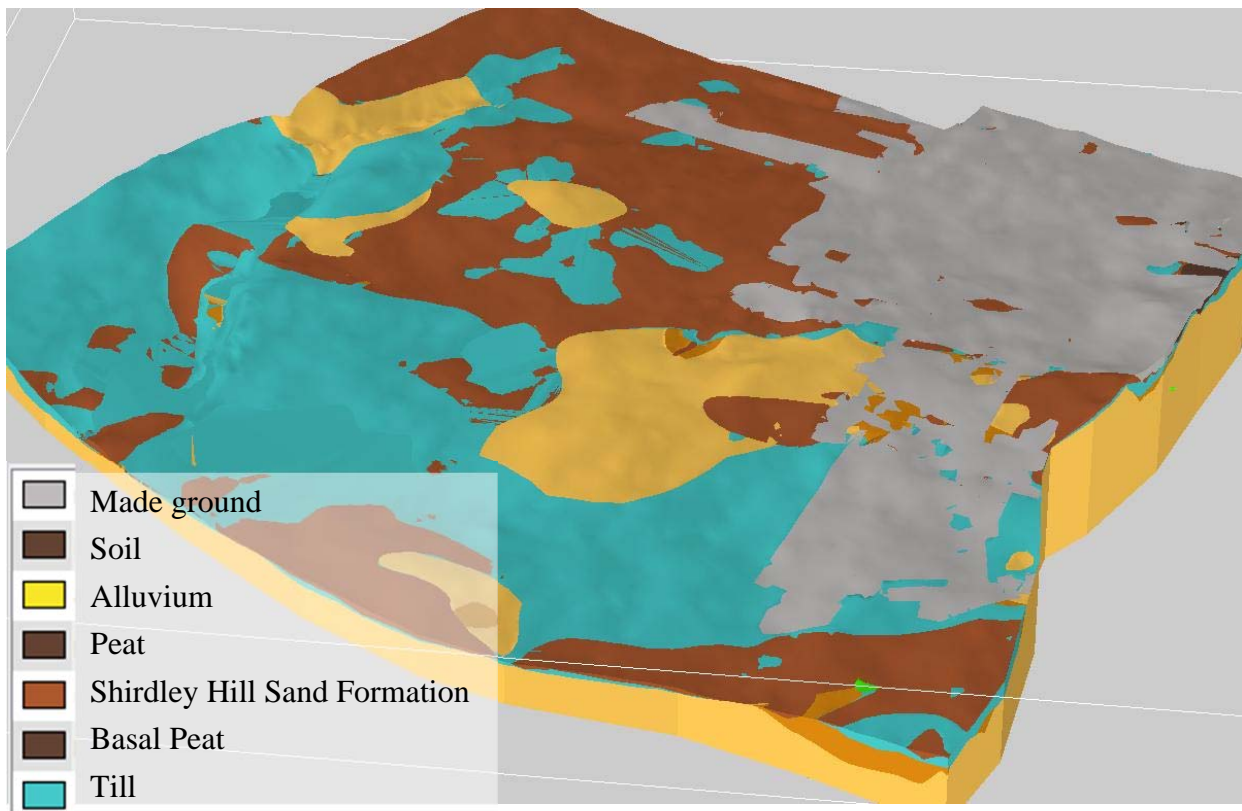 Made ground
Soil
Alluvium
Peat
Shirdley Hill Sand Formation
Basal Peat
Till